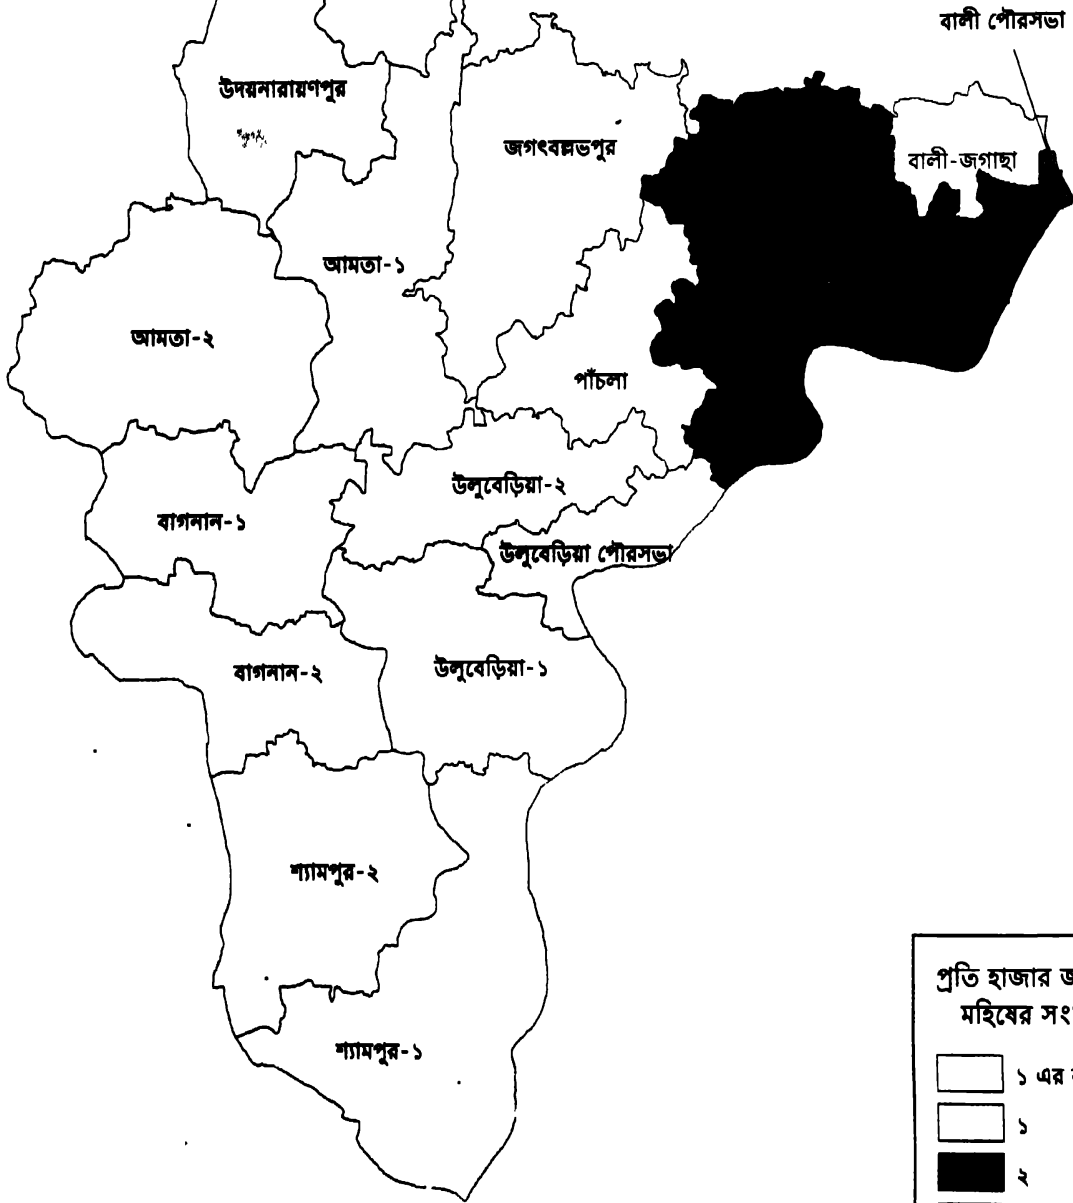 বালী পৌরসভা
উদয়নারায়ণপুর
জগৎবল্লভপুর
বালী-জগাছা
আমতা-১
আমতা-২
পাঁচলা
উলুবেড়িয়া-২
বাগনান-১
উলুবেড়িয়া পৌরসভা
বাগনান-২
উলুবেড়িয়া-১
শ্যামপুর-২
শ্যামপুর-১
প্রতি হাজার
মহিষের
১ এর
১
২